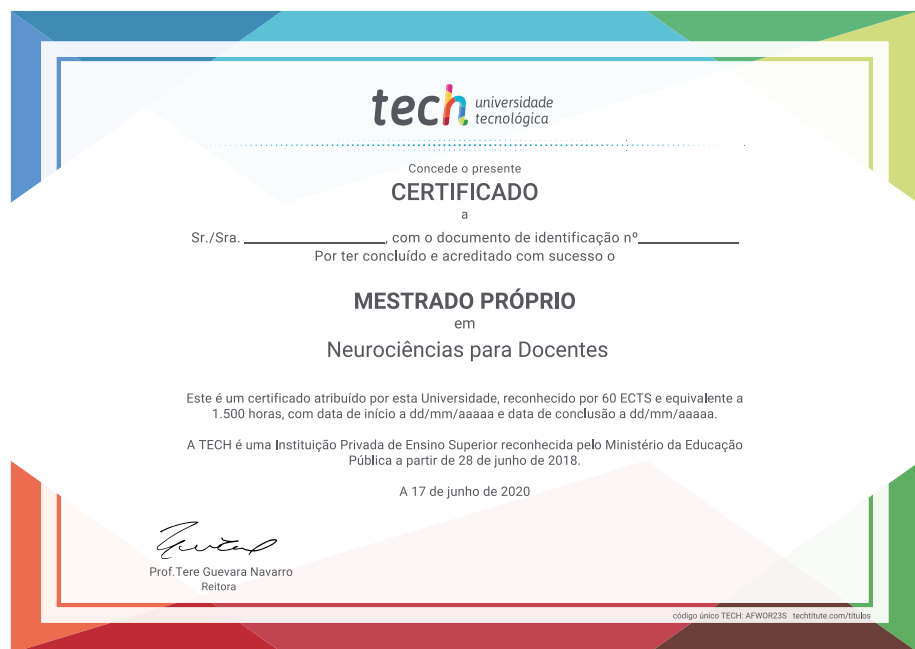 tech universidade
tecnológica
Concede o presente
CERTIFICADO
a
Sr./Sra. ____________________, com o documento de identificação nº______________
Por ter concluído e acreditado com sucesso o
MESTRADO PRÓPRIO
em
Neurociências para Docentes
Este é um certificado atribuído por esta Universidade, reconhecido por 60 ECTS e equivalente a
1.500 horas, com data de início a dd/mm/aaaaa e data de conclusão a dd/mm/aaaaa.
A TECH é uma Instituição Privada de Ensino Superior reconhecida pelo Ministério da Educação
Pública a partir de 28 de junho de 2018.
A 17 de junho de 2020
Prof.Tere Guevara Navarro
Reitora
código único TECH: AFWOR23S techtitute.com/titulos